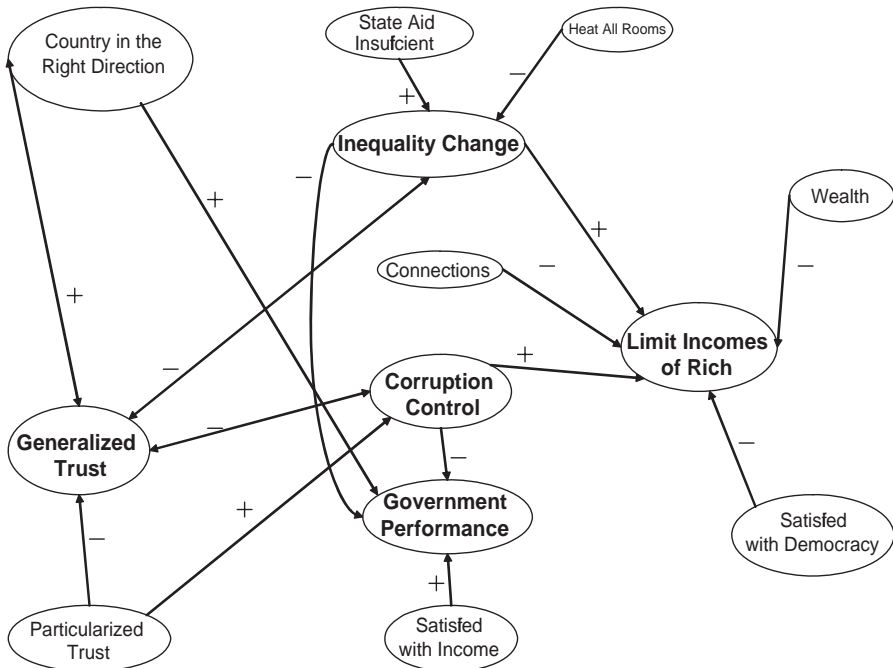 Country in the
Right Direction
State Aid
Insufcient
Heat All Rooms
−
+
Inequality Change
−
+
+
Wealth
Connections
−
−
+
Limit Incomes
of Rich
−
+
Corruption
Control
Generalized
Trust
−
−
−
+
Government
Performance
−
+
Satisfed
with Democracy
Particularized
Trust
Satisfed
with Income